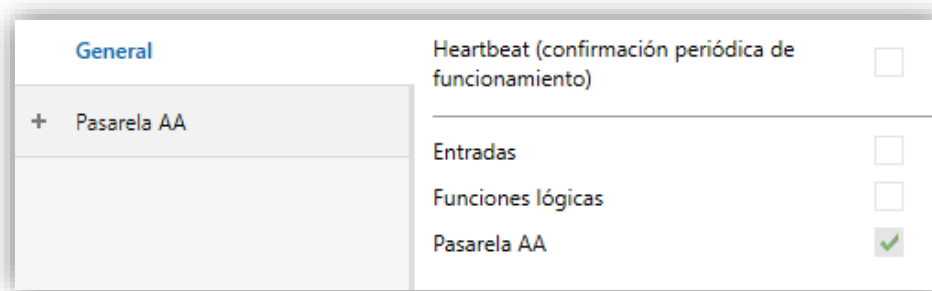 General
+ Pasarela AA
Heartbeat (confirmación periódica de
funcionamiento)
Entradas
Funciones lógicas
Pasarela AA